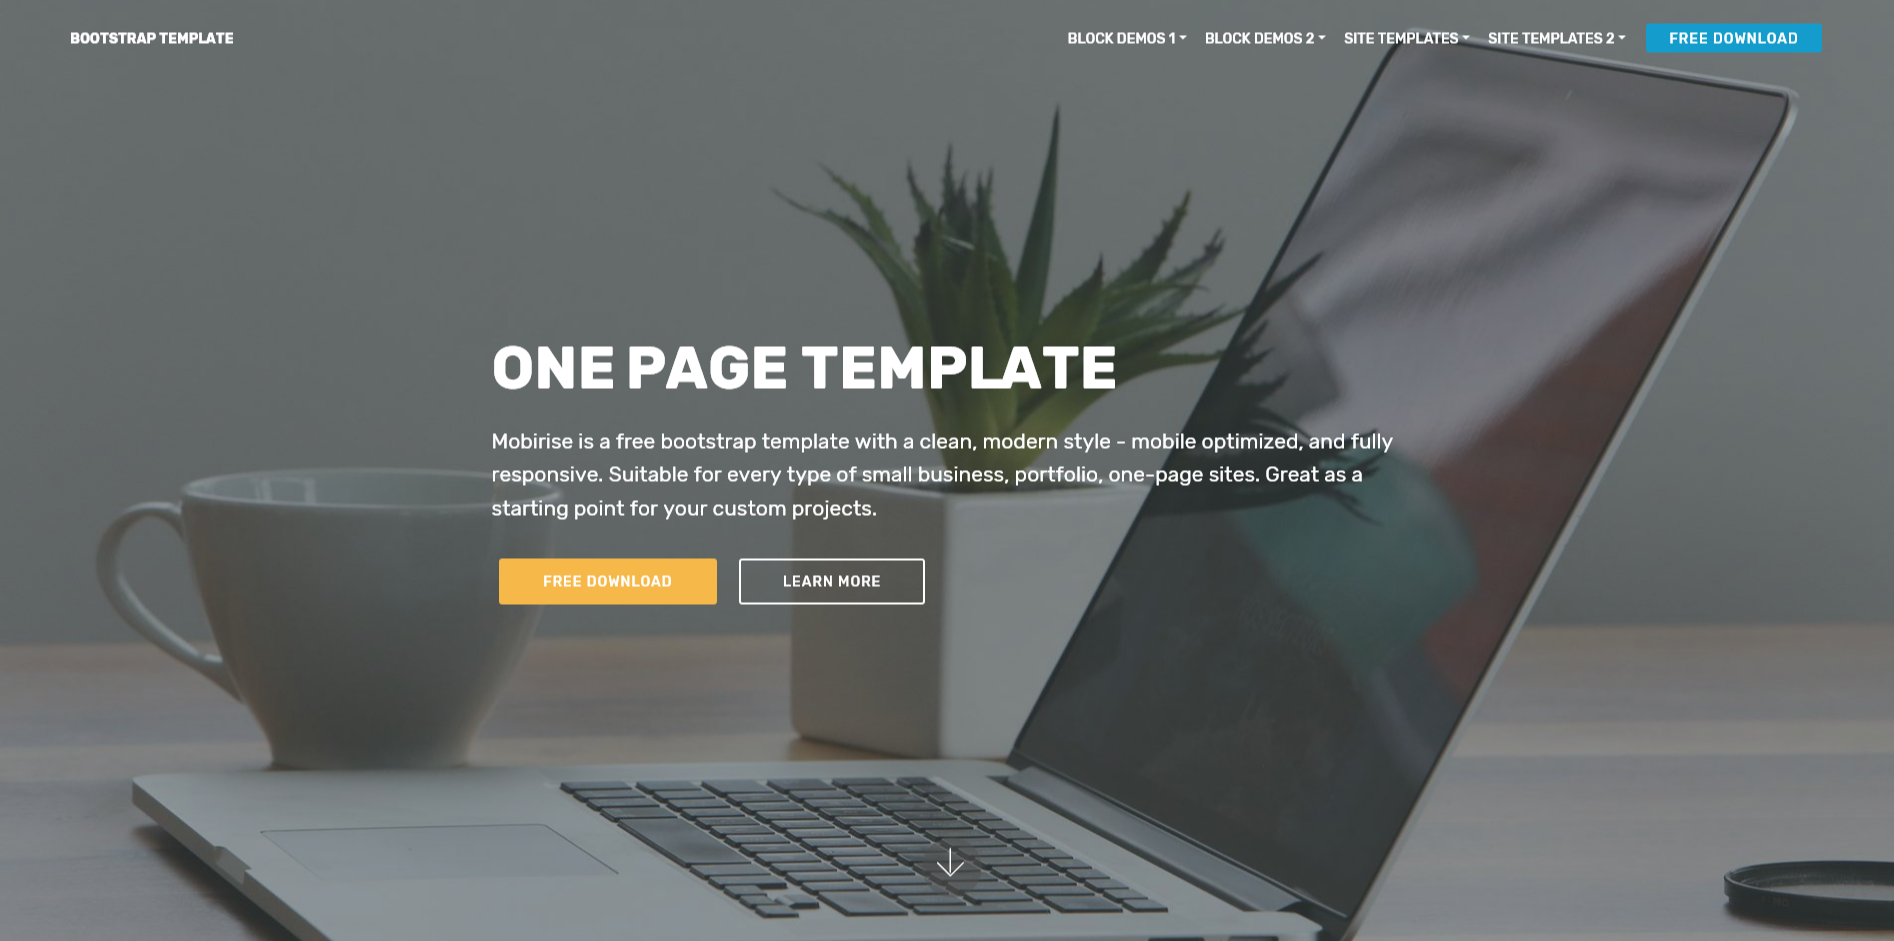 BOOTSTRAP TEMPLATE
BLOCK DEMOS 1
BLOCK DEMOS 2
SITE TEMPLATES
SITE TEMPLATES 2
FREE DOWNLOAD
ONE PAGE TEMPLATE
Mobirise is a free bootstrap template with a clean, modern style - mobile optimized, and fully
responsive. Suitable for every type of small business, portfolio, one-page sites. Great as a
starting point for your custom projects.
FREE DOWNLOAD
LEARN MORE